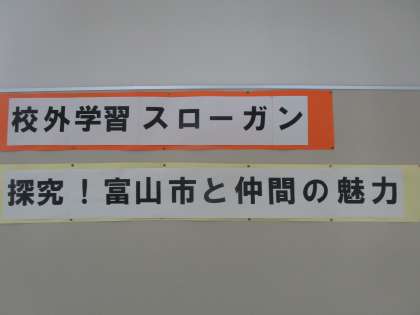 校外学習 スローガン
探究！富山市と仲間の魅力